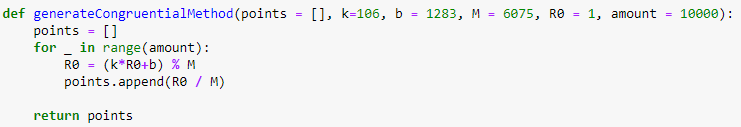 def generateCongruentialMethod(points = [], k=106, b = 1283, M = 6075, R0 = 1, amount = 10000):
    points = []
    for _ in range(amount):
        R0 = (k*R0+b) % M
        points.append(R0 / M)
    return points